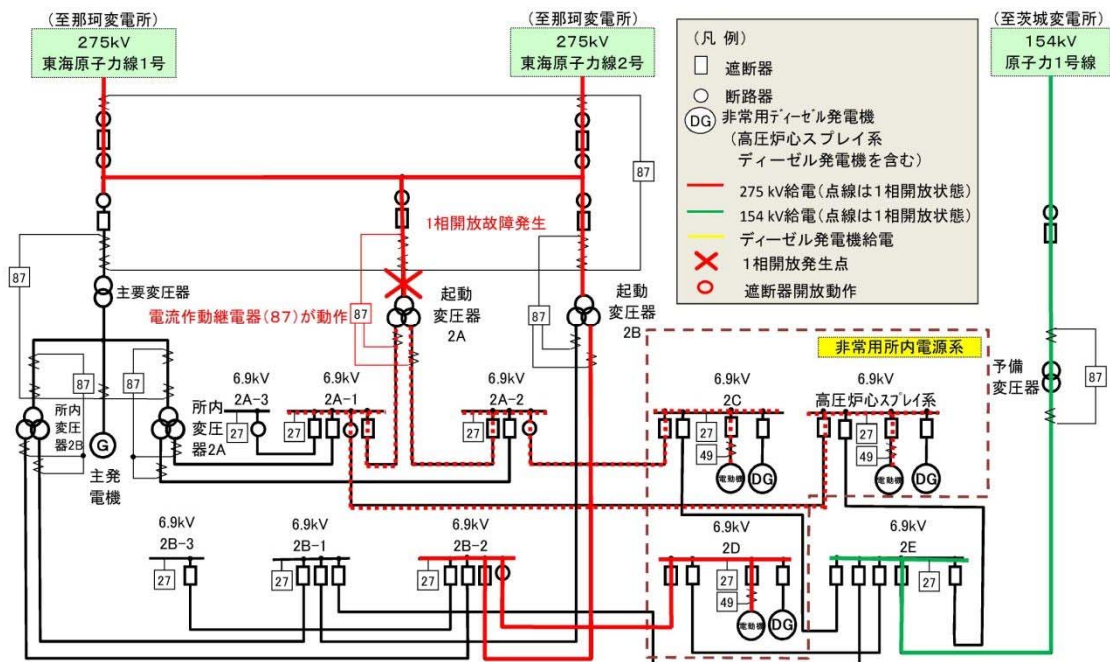 (至那珂変電所)
275kV
東海原子力線1号
(至那珂変電所)
275kV
東海原子力線2号
(至茨城変電所)
154kV
原子力1号線
(凡 例)
遮断器
断路器
DG
非常用ディーゼル発電機
(高圧炉心スプレイ系
ディーゼル発電機を含む)
275 kV給電(点線は1相開放状態)
154 kV給電(点線は1相開放状態)
ディーゼル発電機給電
1相開放発生点
遮断器開放動作
87
1相開放故障発生
87
主要変圧器
電流作動継電器(87)が動作
87
起動
変圧器
2A
87
起動
変圧器
2B
非常用所内電源系
予備
変圧器
87
87
87
所内
変圧
器2B
G
主発
電機
所内
変圧
器2A
6.9kV
2A-3
27
6.9kV
2A-1
27
6.9kV
2A-2
27
6.9kV
2C
27
49
電動機
DG
6.9kV
高圧炉心スプレイ系
27
49
電動機
DG
6.9kV
2B-3
27
6.9kV
2B-1
27
6.9kV
2B-2
27
6.9kV
2D
27
49
電動機
DG
6.9kV
2E
27